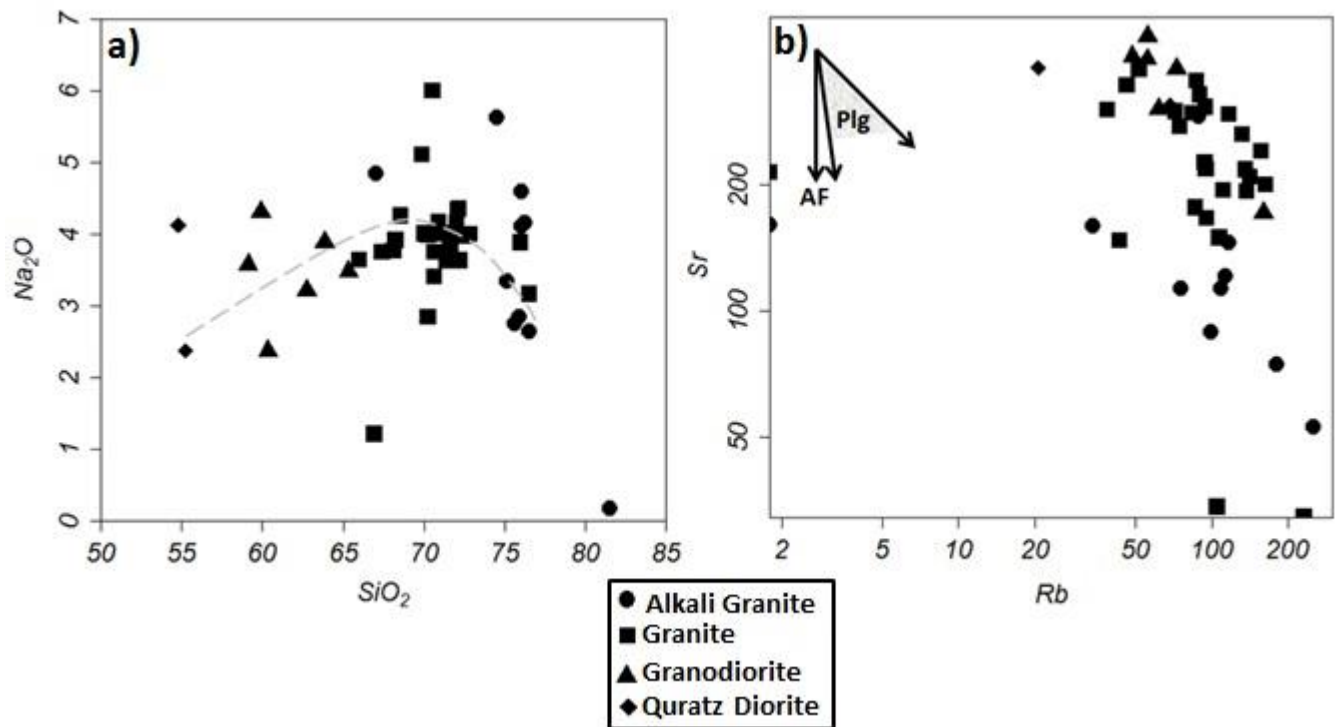 a)
7
6
5
4
3
2
1
0
Na₂O
50 55 60 65 70 75 80 85
SiO₂
b)
Plg
AF
200
100
50
Sr
2 5 10 20 50 100 200
Rb
Alkali Granite
Granite
Granodiorite
Quratz Diorite